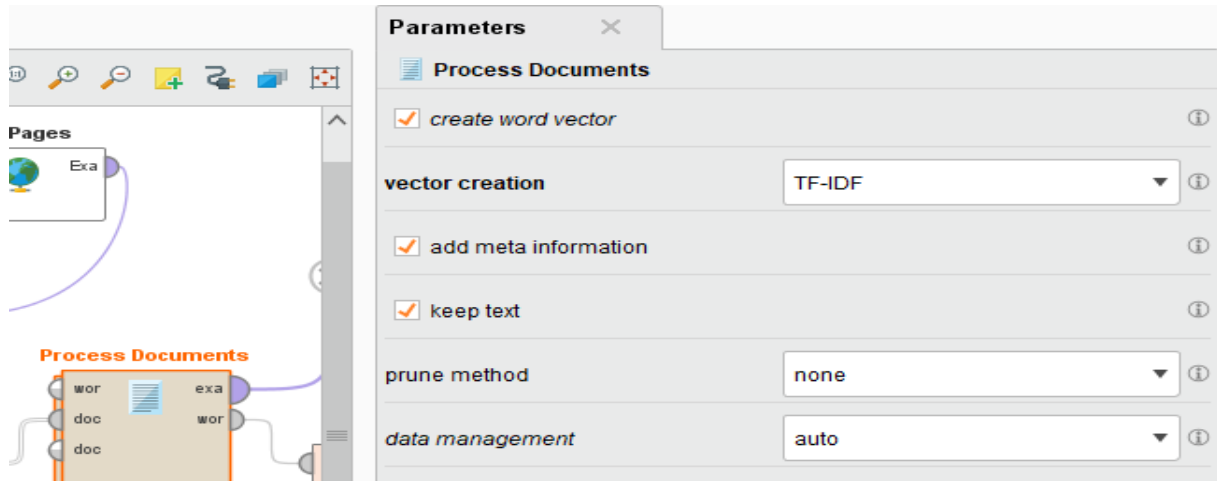 Parameters
Process Documents
create word vector
vector creation TF-IDF
add meta information
keep text
prune method none
data management auto
Pages
Exa
Process Documents
wor exa
doc wor
doc